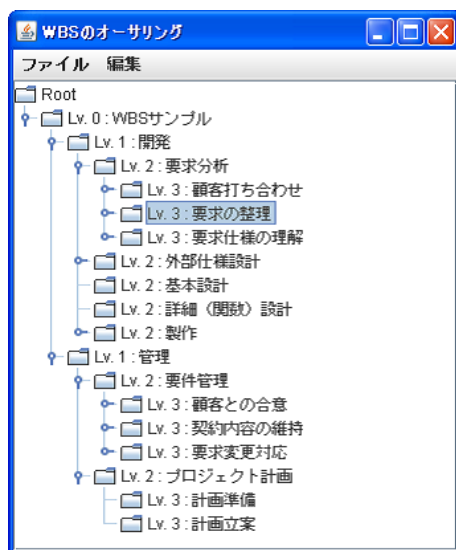 WBSのオーサリング
ファイル 編集
Root
Lv. 0 : WBSサンプル
Lv. 1 : 開発
Lv. 2 : 要求分析
Lv. 3 : 顧客打ち合わせ
Lv. 3 : 要求の整理
Lv. 3 : 要求仕様の理解
Lv. 2 : 外部仕様設計
Lv. 2 : 基本設計
Lv. 2 : 詳細（関数）設計
Lv. 2 : 製作
Lv. 1 : 管理
Lv. 2 : 要件管理
Lv. 3 : 顧客との合意
Lv. 3 : 契約内容の維持
Lv. 3 : 要求変更対応
Lv. 2 : プロジェクト計画
Lv. 3 : 計画準備
Lv. 3 : 計画立案